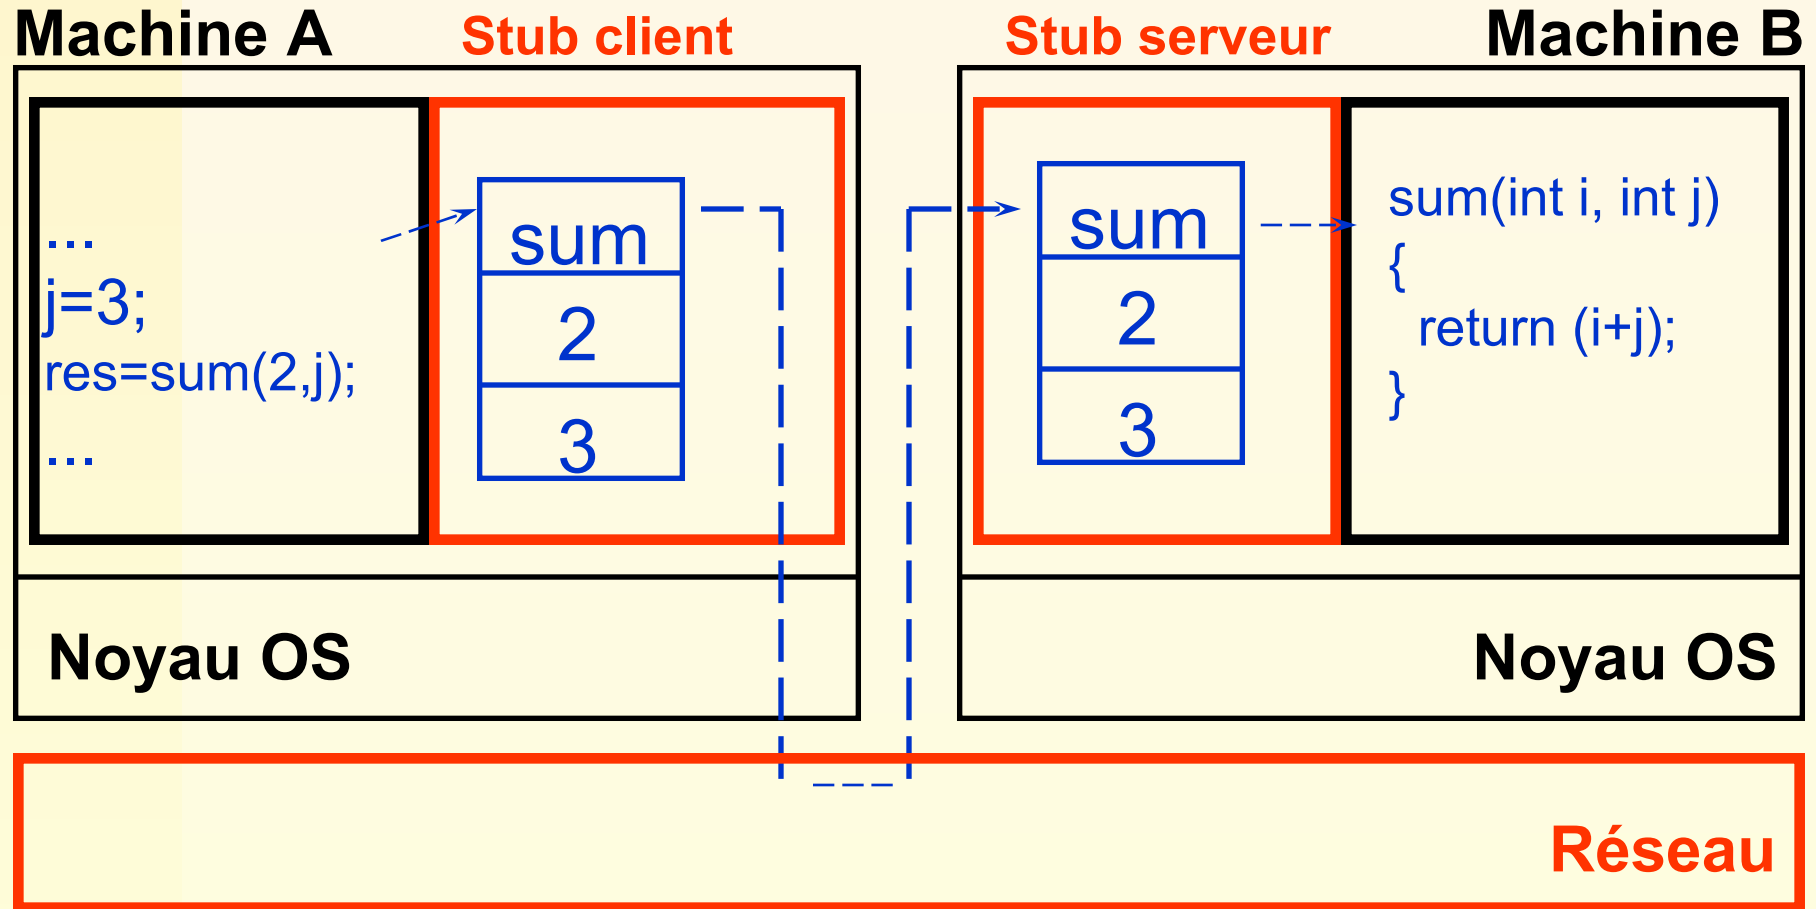 Machine A
Stub client
Stub serveur
Machine B
...
j=3;
res=sum(2,j);
...
sum
2
3
sum
2
3
sum(int i, int j)
{
return (i+j);
}
Noyau OS
Noyau OS
Réseau